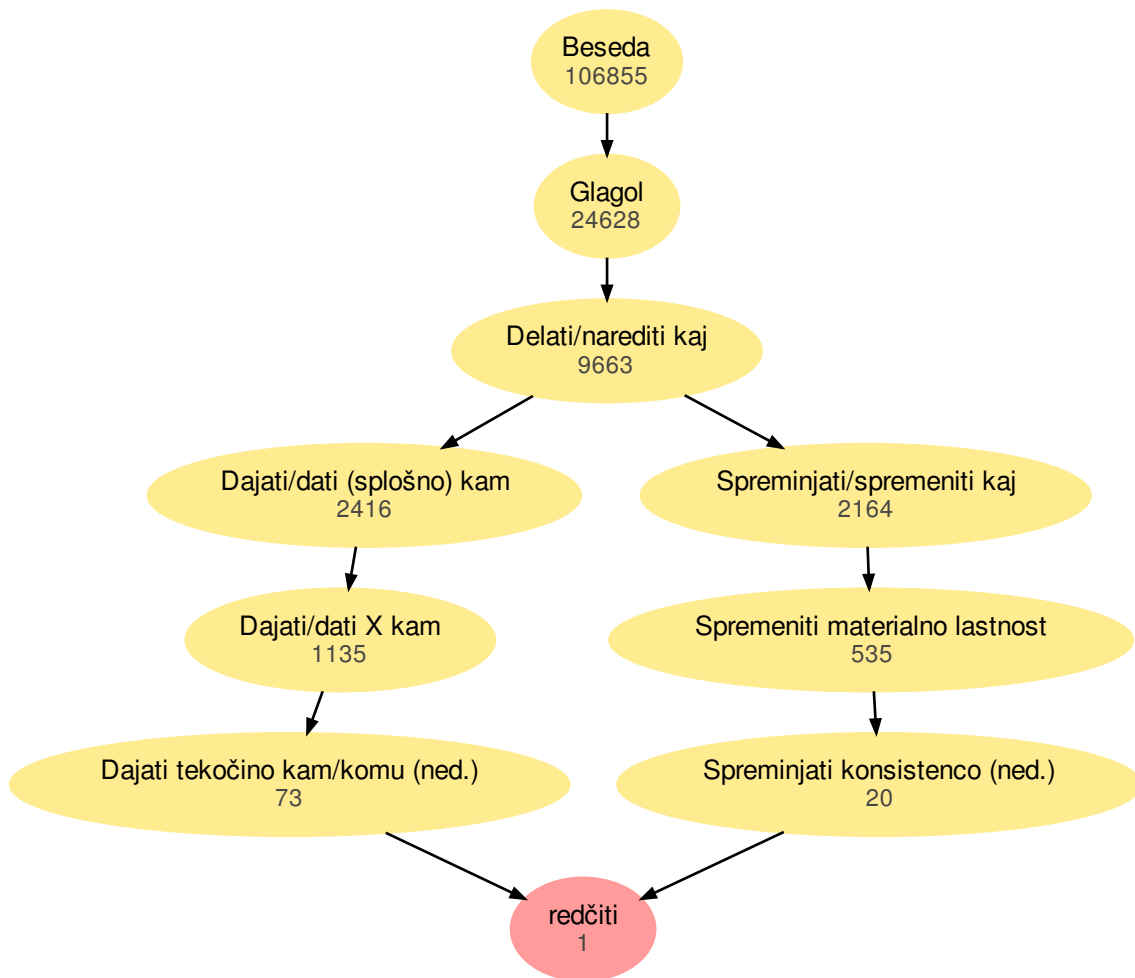 Beseda
106855
Glagol
24628
Delati/narediti kaj
9663
Dajati/dati (splošno) kam
2416
Spreminjati/spremeniti kaj
2164
Dajati/dati X kam
1135
Spremeniti materialno lastnost
535
Dajati tekočino kam/komu (ned.)
73
Spreminjati konsistenco (ned.)
20
redčiti
1